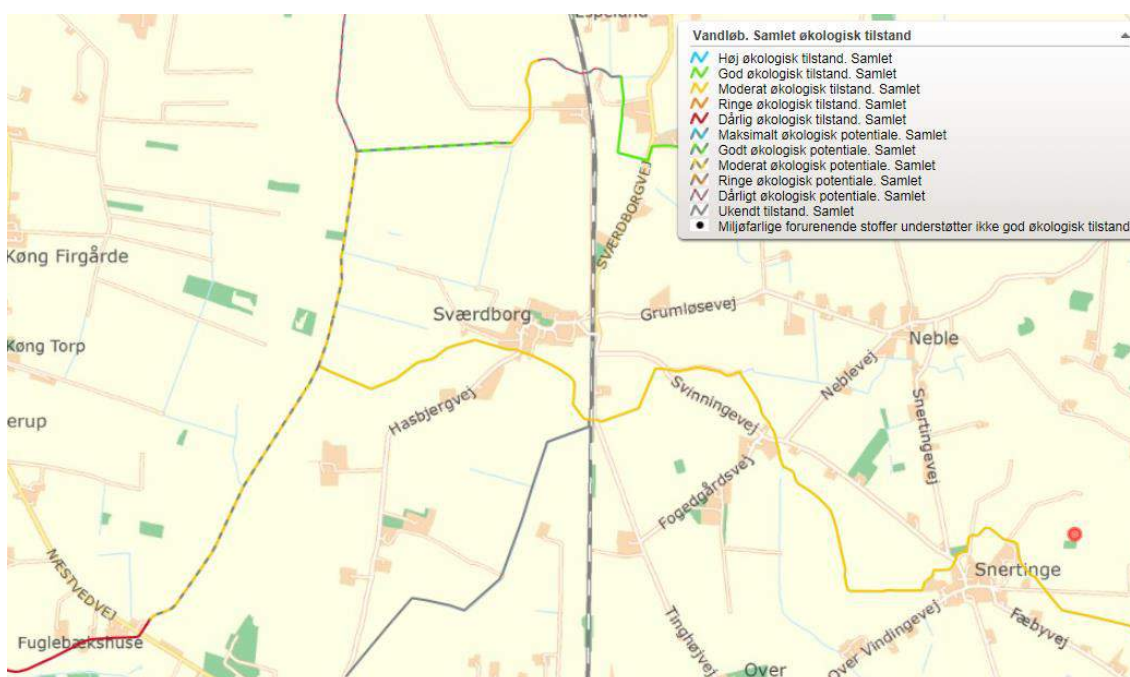 Espelund
Vandløb. Samlet økologisk tilstand
Høj økologisk tilstand. Samlet
God økologisk tilstand. Samlet
Moderat økologisk tilstand. Samlet
Ringe økologisk tilstand. Samlet
Dårlig økologisk tilstand. Samlet
Maksimalt økologisk potentiale. Samlet
Godt økologisk potentiale. Samlet
Moderat økologisk potentiale. Samlet
Ringe økologisk potentiale. Samlet
Dårligt økologisk potentiale. Samlet
Ukendt tilstand. Samlet
Miljøfarlige forurenende stoffer understøtter ikke god økologisk tilstand
SVÆRDBORGVEJ
Køng Firgårde
Sværdborg
Grumløsevej
Neble
Køng Torp
Neblevej
Svinningevej
Snertingevej
Hasbjergvej
erup
Fogedgårdsvej
NÆSTVEDVEJ
Snertinge
Fæbyvej
Over Vindingevej
Tinghøjvej
Fuglebækshuse
Over